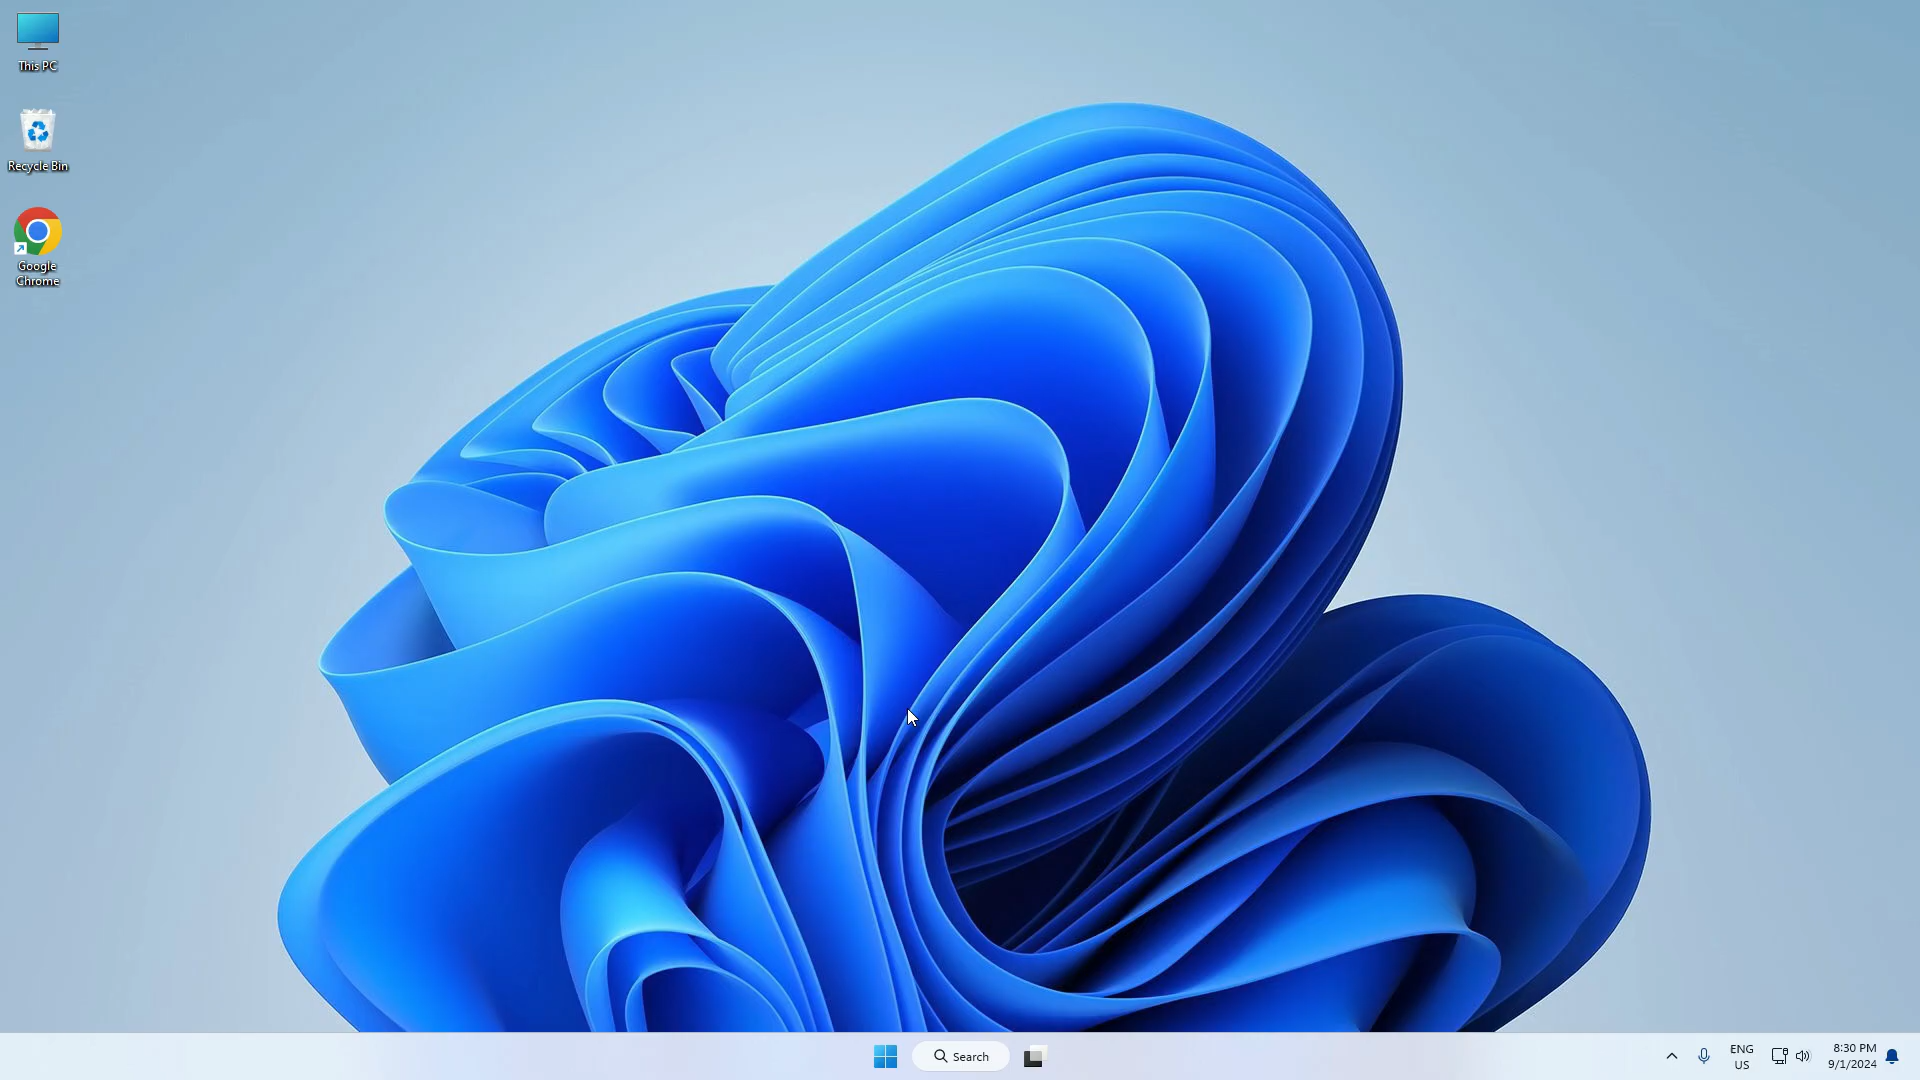 This PC
Recycle Bin
Google
Chrome
Search
ENG
US
8:30 PM
9/1/2024